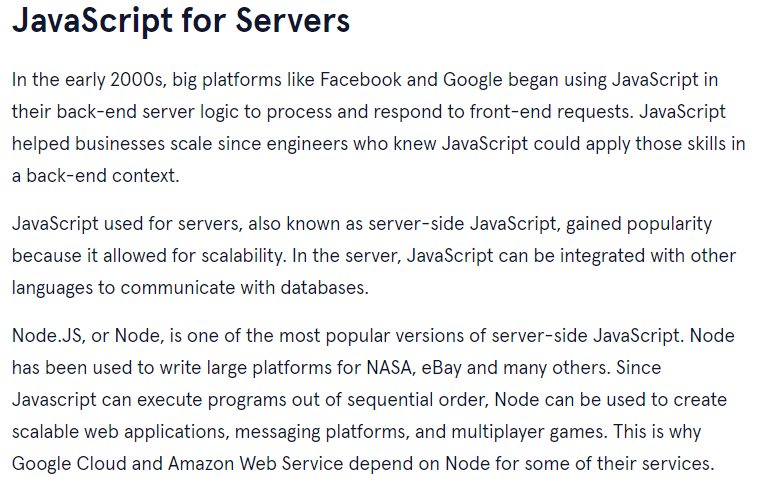 JavaScript for Servers
In the early 2000s, big platforms like Facebook and Google began using JavaScript in
their back-end server logic to process and respond to front-end requests. JavaScript
helped businesses scale since engineers who knew JavaScript could apply those skills in
a back-end context.
JavaScript used for servers, also known as server-side JavaScript, gained popularity
because it allowed for scalability. In the server, JavaScript can be integrated with other
languages to communicate with databases.
Node.JS, or Node, is one of the most popular versions of server-side JavaScript. Node
has been used to write large platforms for NASA, eBay and many others. Since
Javascript can execute programs out of sequential order, Node can be used to create
scalable web applications, messaging platforms, and multiplayer games. This is why
Google Cloud and Amazon Web Service depend on Node for some of their services.